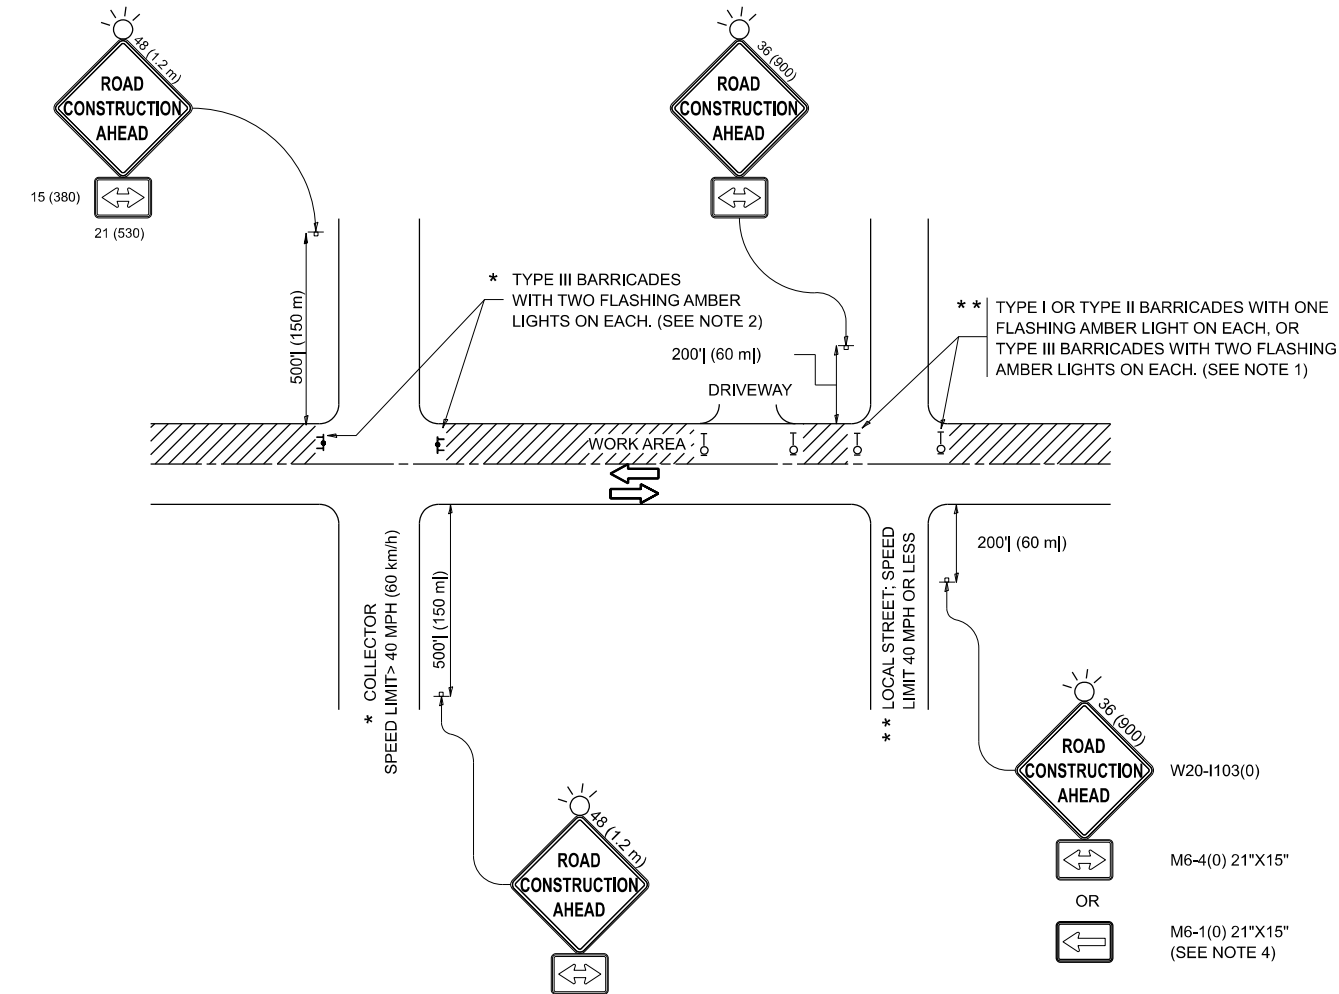 48 (1.2 m)
ROAD
CONSTRUCTION
AHEAD
15 (380)
21 (530)
36 (900)
ROAD
CONSTRUCTION
AHEAD
500'| (150 m)
* TYPE III BARRICADES
WITH TWO FLASHING AMBER
LIGHTS ON EACH. (SEE NOTE 2)
200'| (60 m|)
DRIVEWAY
* * TYPE I OR TYPE II BARRICADES WITH ONE
FLASHING AMBER LIGHT ON EACH, OR
TYPE III BARRICADES WITH TWO FLASHING
AMBER LIGHTS ON EACH. (SEE NOTE 1)
WORK AREA
* COLLECTOR
SPEED LIMIT> 40 MPH (60 km/h)
500'| (150 m|)
* * LOCAL STREET; SPEED
LIMIT 40 MPH OR LESS
200'| (60 m|)
48 (1.2 m)
ROAD
CONSTRUCTION
AHEAD
36 (900)
ROAD
CONSTRUCTION
AHEAD
W20-I103(0)
M6-4(0) 21"X15"
OR
M6-1(0) 21"X15"
(SEE NOTE 4)